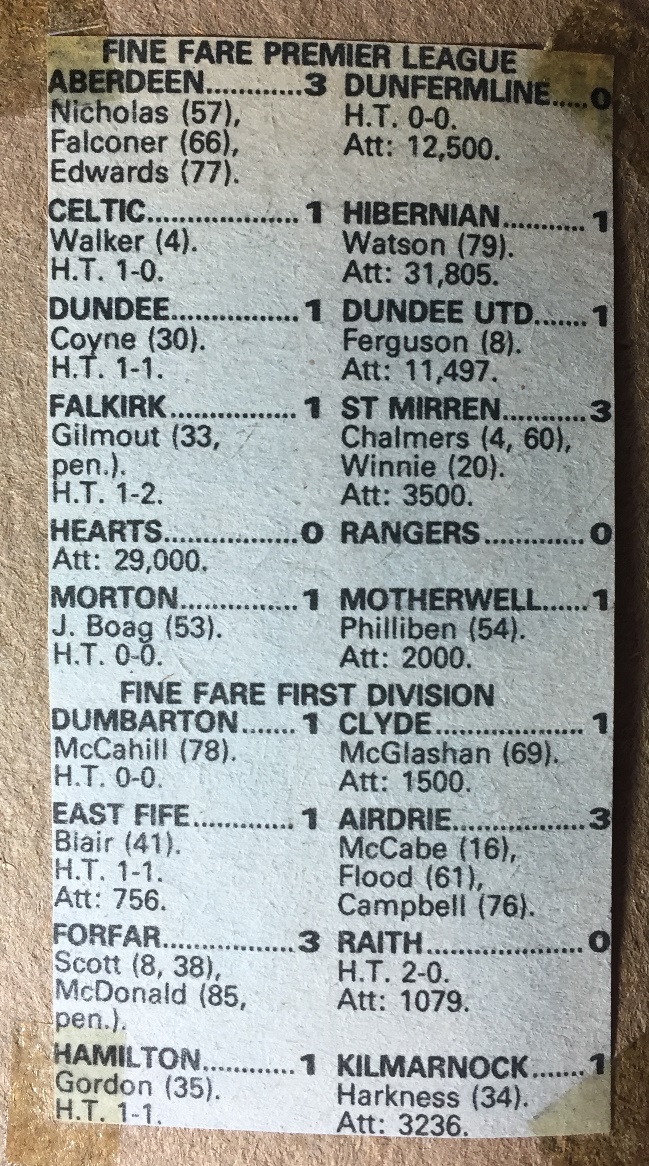 FINE FARE PREMIER LEAGUE
ABERDEEN............3 DUNFERMLINE.....0
Nicholas (57), H.T. 0-0.
Falconer (66), Att: 12,500.
Edwards (77).
CELTIC................... 1 HIBERNIAN........... 1
Walker (4). Watson (79).
H.T. 1-0. Att: 31,805.
DUNDEE................ 1 DUNDEE UTD....... 1
Coyne (30). Ferguson (8).
H.T. 1-1. Att: 11,497.
FALKIRK................ 1 ST MIRREN...........3
Gilmout (33, Chalmers (4, 60),
pen.). Winnie (20).
H.T. 1-2. Att: 3500.
HEARTS.................0 RANGERS............. 0
Att: 29,000.
MORTON............... 1 MOTHERWELL......1
J. Boag (53). Philliben (54).
H.T. 0-0. Att: 2000.
FINE FARE FIRST DIVISION
DUMBARTON....... 1 CLYDE.................... 1
McCahill (78). McGlashan (69).
H.T. 0-0. Att: 1500.
EAST FIFE............. 1 AIRDRIE..................3
Blair (41). McCabe (16),
H.T. 1-1. Flood (61),
Att: 756. Campbell (76).
FORFAR.................3 RAITH......................0
Scott (8, 38), H.T. 2-0.
McDonald (85, Att: 1079.
pen.).
HAMILTON............ 1 KILMARNOCK.......1
Gordon (35). Harkness (34).
H.T. 1-1. Att: 3236.